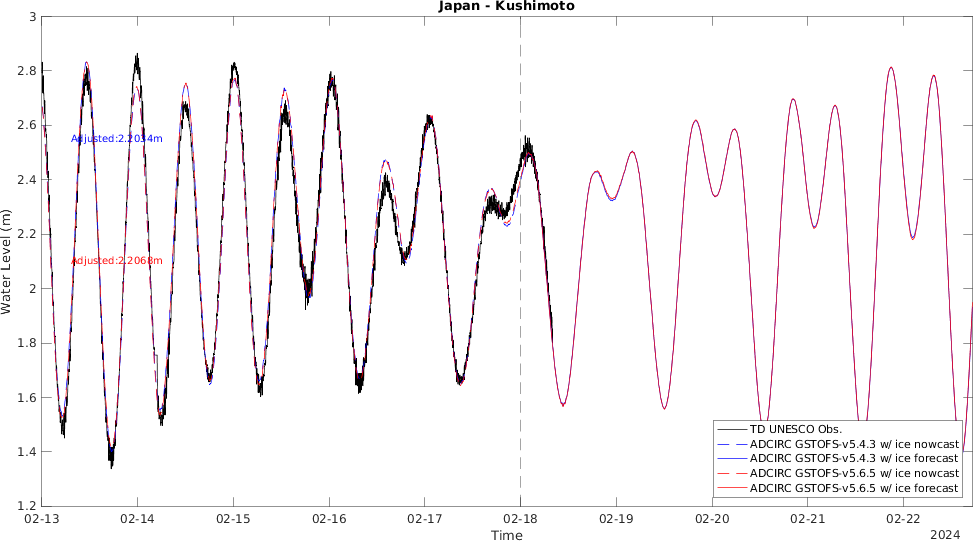 Japan - Kushimoto
3
2.8
2.6
2.4
2.2
2
1.8
1.6
1.4
1.2
Water Level (m)
Adjusted:2.2034m
Adjusted:2.2068m
TD UNESCO Obs.
ADCIRC GSTOFS-v5.4.3 w/ ice nowcast
ADCIRC GSTOFS-v5.4.3 w/ ice forecast
ADCIRC GSTOFS-v5.6.5 w/ ice nowcast
ADCIRC GSTOFS-v5.6.5 w/ ice forecast
02-13 02-14 02-15 02-16 02-17 02-18 02-19 02-20 02-21 02-22
Time
2024